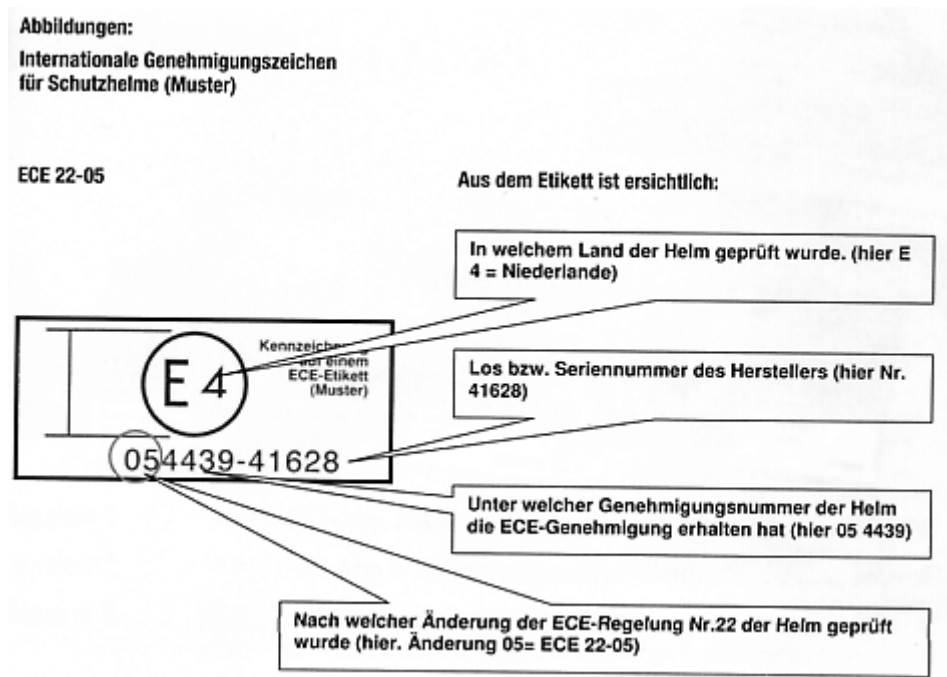 Abbildungen:
Internationale Genehmigungszeichen
für Schutzhelme (Muster)
ECE 22-05
Aus dem Etikett ist ersichtlich:
In welchem Land der Helm geprüft wurde. (hier E
4 = Niederlande)
Kennzeichnung
auf einem
ECE-Etikett
(Muster)
E 4
Los bzw. Seriennummer des Herstellers (hier Nr.
41628)
054439-41628
Unter welcher Genehmigungsnummer der Helm
die ECE-Genehmigung erhalten hat (hier 05 4439)
Nach welcher Änderung der ECE-Regelung Nr.22 der Helm geprüft
wurde (hier. Änderung 05= ECE 22-05)